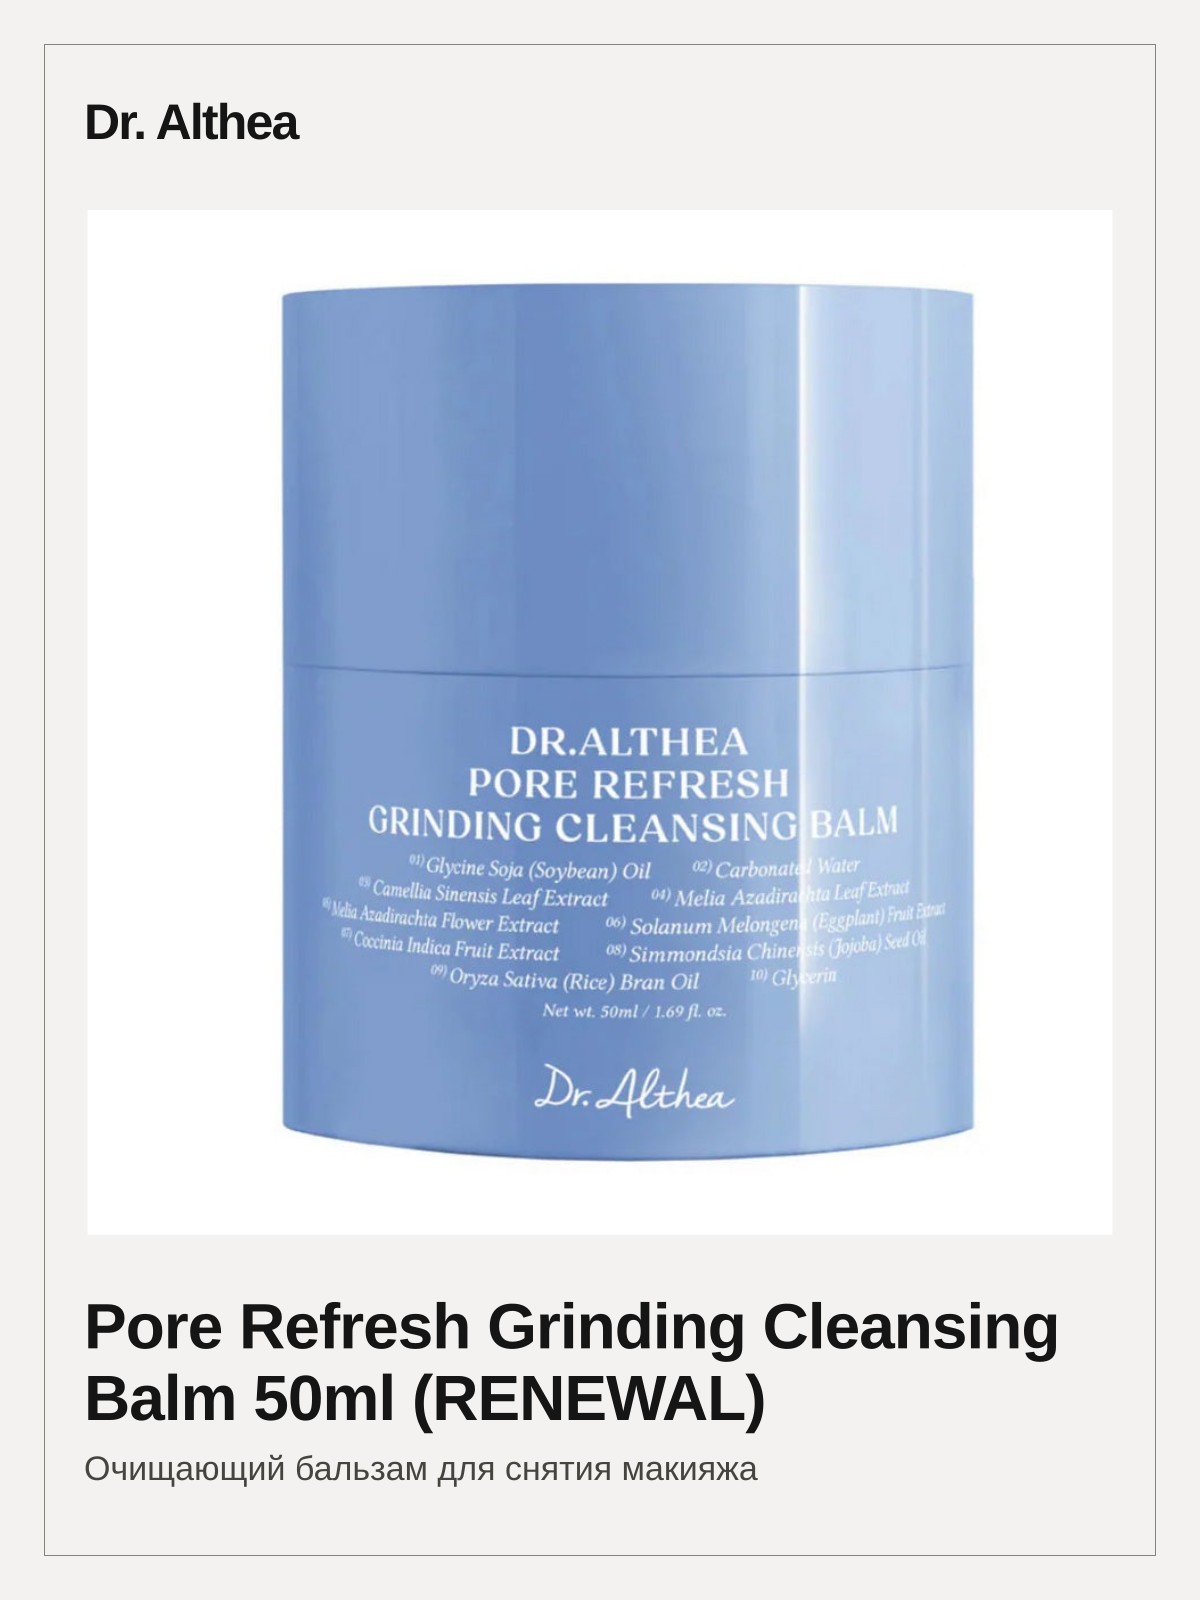 Dr. Althea
DR.ALTHEA
PORE REFRESH
GRINDING CLEANSING BALM
01) Glycine Soja (Soybean) Oil 02) Carbonated Water
03) Camellia Sinensis Leaf Extract 04) Melia Azadirachta Leaf Extract
05) Melia Azadirachta Flower Extract 06) Solanum Melongena (Eggplant) Fruit Extract
07) Coccinia Indica Fruit Extract 08) Simmondsia Chinensis (Jojoba) Seed Oil
09) Oryza Sativa (Rice) Bran Oil 10) Glycerin
Net wt. 50ml / 1.69 fl. oz.
Dr. Althea
Pore Refresh Grinding Cleansing
Balm 50ml (RENEWAL)
Очищающий бальзам для снятия макияжа